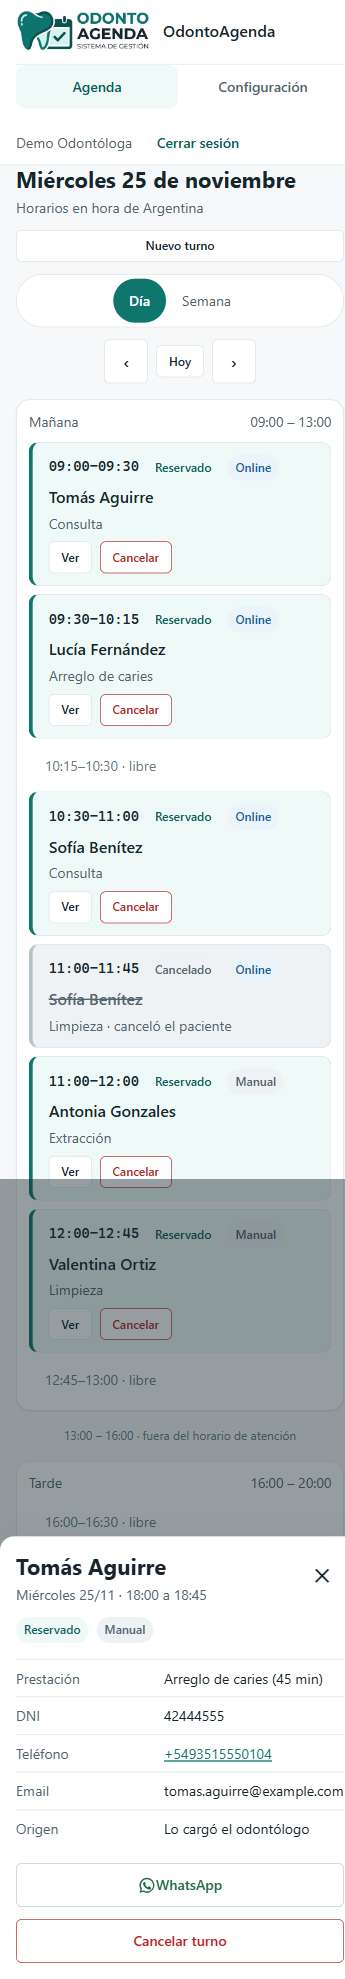 ODONTO
AGENDA
SISTEMA DE GESTIÓN
OdontoAgenda
Agenda
Configuración
Demo Odontóloga
Cerrar sesión
Miércoles 25 de noviembre
Horarios en hora de Argentina
Nuevo turno
Día
Semana
‹
Hoy
›
Mañana
09:00 – 13:00
09:00–09:30 Reservado Online
Tomás Aguirre
Consulta
Ver
Cancelar
09:30–10:15 Reservado Online
Lucía Fernández
Arreglo de caries
Ver
Cancelar
10:15–10:30 · libre
10:30–11:00 Reservado Online
Sofía Benítez
Consulta
Ver
Cancelar
11:00–11:45 Cancelado Online
Sofía Benítez
Limpieza · canceló el paciente
11:00–12:00 Reservado Manual
Antonia Gonzales
Extracción
Ver
Cancelar
12:00–12:45 Reservado Manual
Valentina Ortiz
Limpieza
Ver
Cancelar
12:45–13:00 · libre
13:00 – 16:00 · fuera del horario de atención
Tarde
16:00 – 20:00
16:00–16:30 · libre
Tomás Aguirre
Miércoles 25/11 · 18:00 a 18:45
Reservado
Manual
Prestación
Arreglo de caries (45 min)
DNI
42444555
Teléfono
+5493515550104
Email
tomas.aguirre@example.com
Origen
Lo cargó el odontólogo
WhatsApp
Cancelar turno